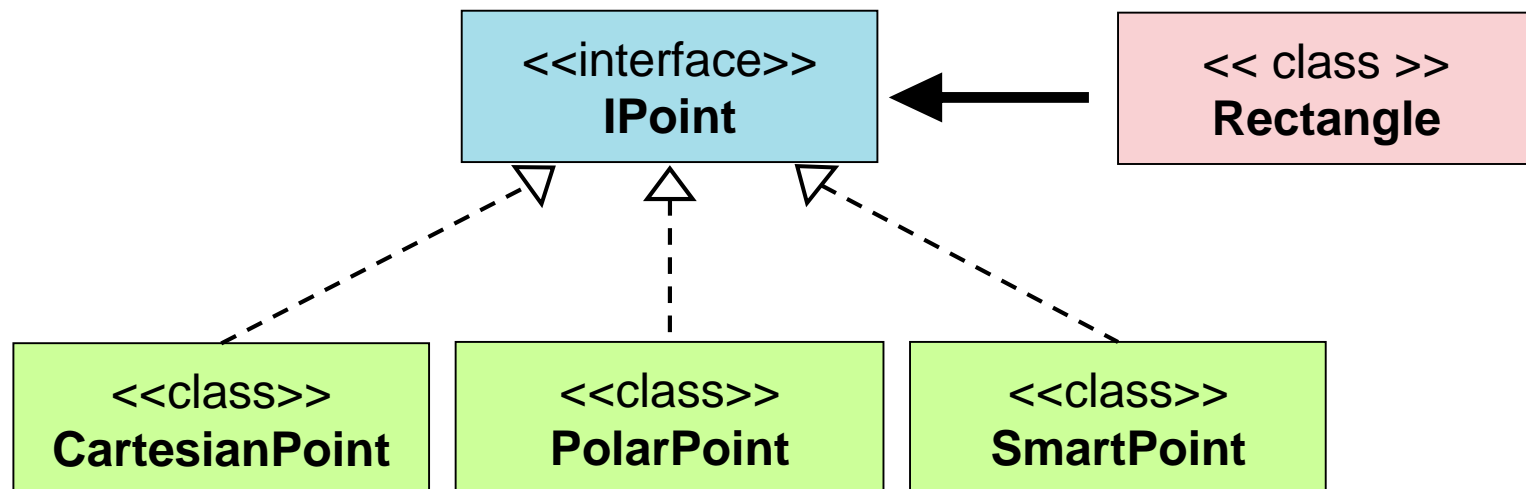 <<interface>>
IPoint
<< class >>
Rectangle
<<class>>
CartesianPoint
<<class>>
PolarPoint
<<class>>
SmartPoint